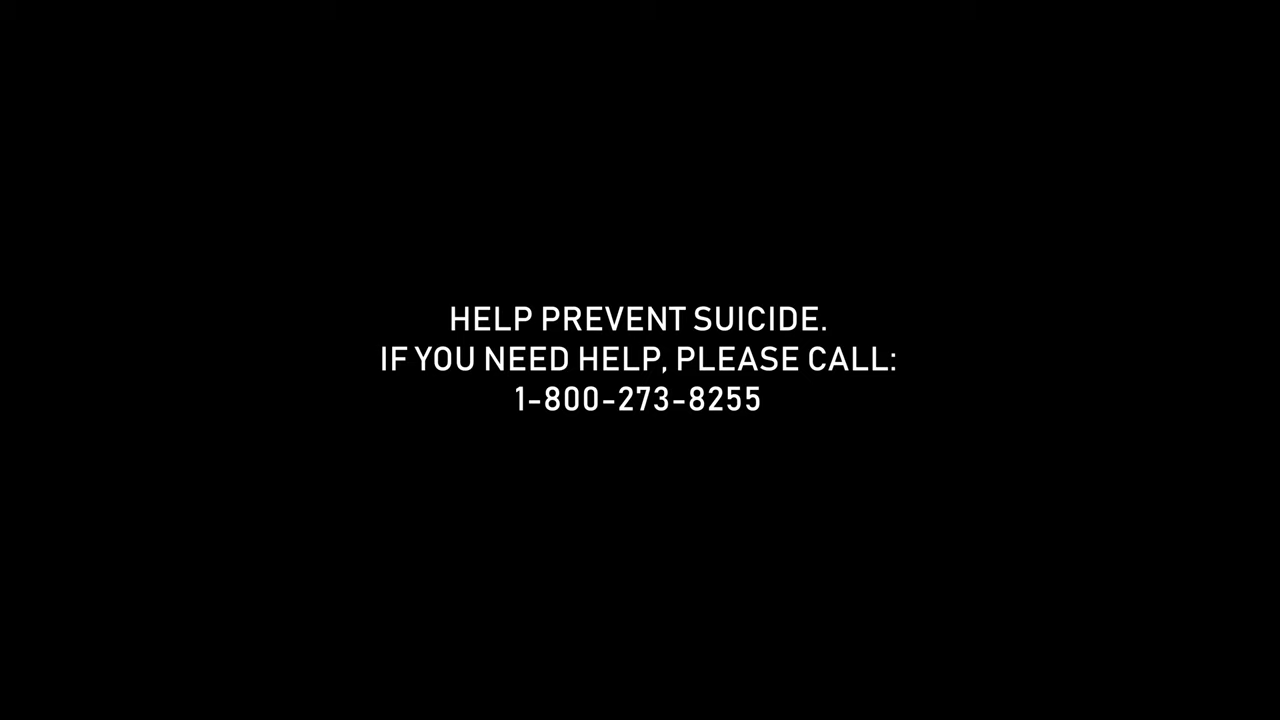 HELP PREVENT SUICIDE.
IF YOU NEED HELP, PLEASE CALL:
1-800-273-8255